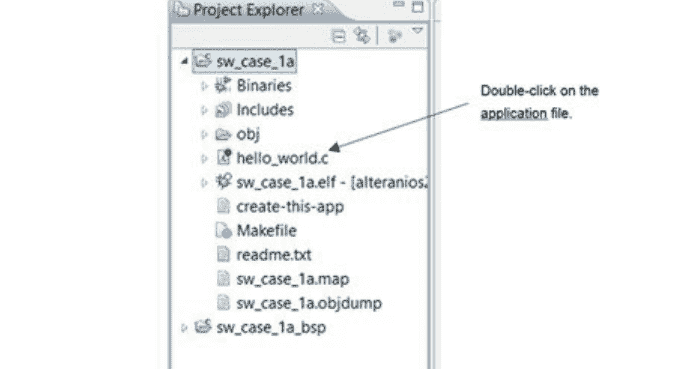 Project Explorer
sw_case_1a
Binaries
Includes
obj
hello_world.c
sw_case_1a.elf - [alteranios2
create-this-app
Makefile
readme.txt
sw_case_1a.map
sw_case_1a.objdump
sw_case_1a_bsp
Double-click on the
application file.